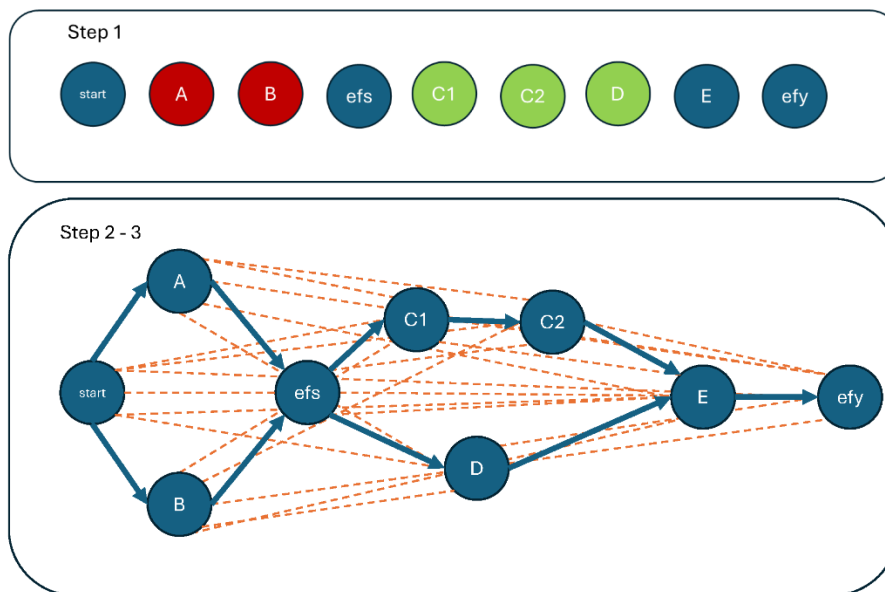 Step 1
start A B efs C1 C2 D E efy
Step 2 - 3
A
C1 C2
start efs E efy
D
B